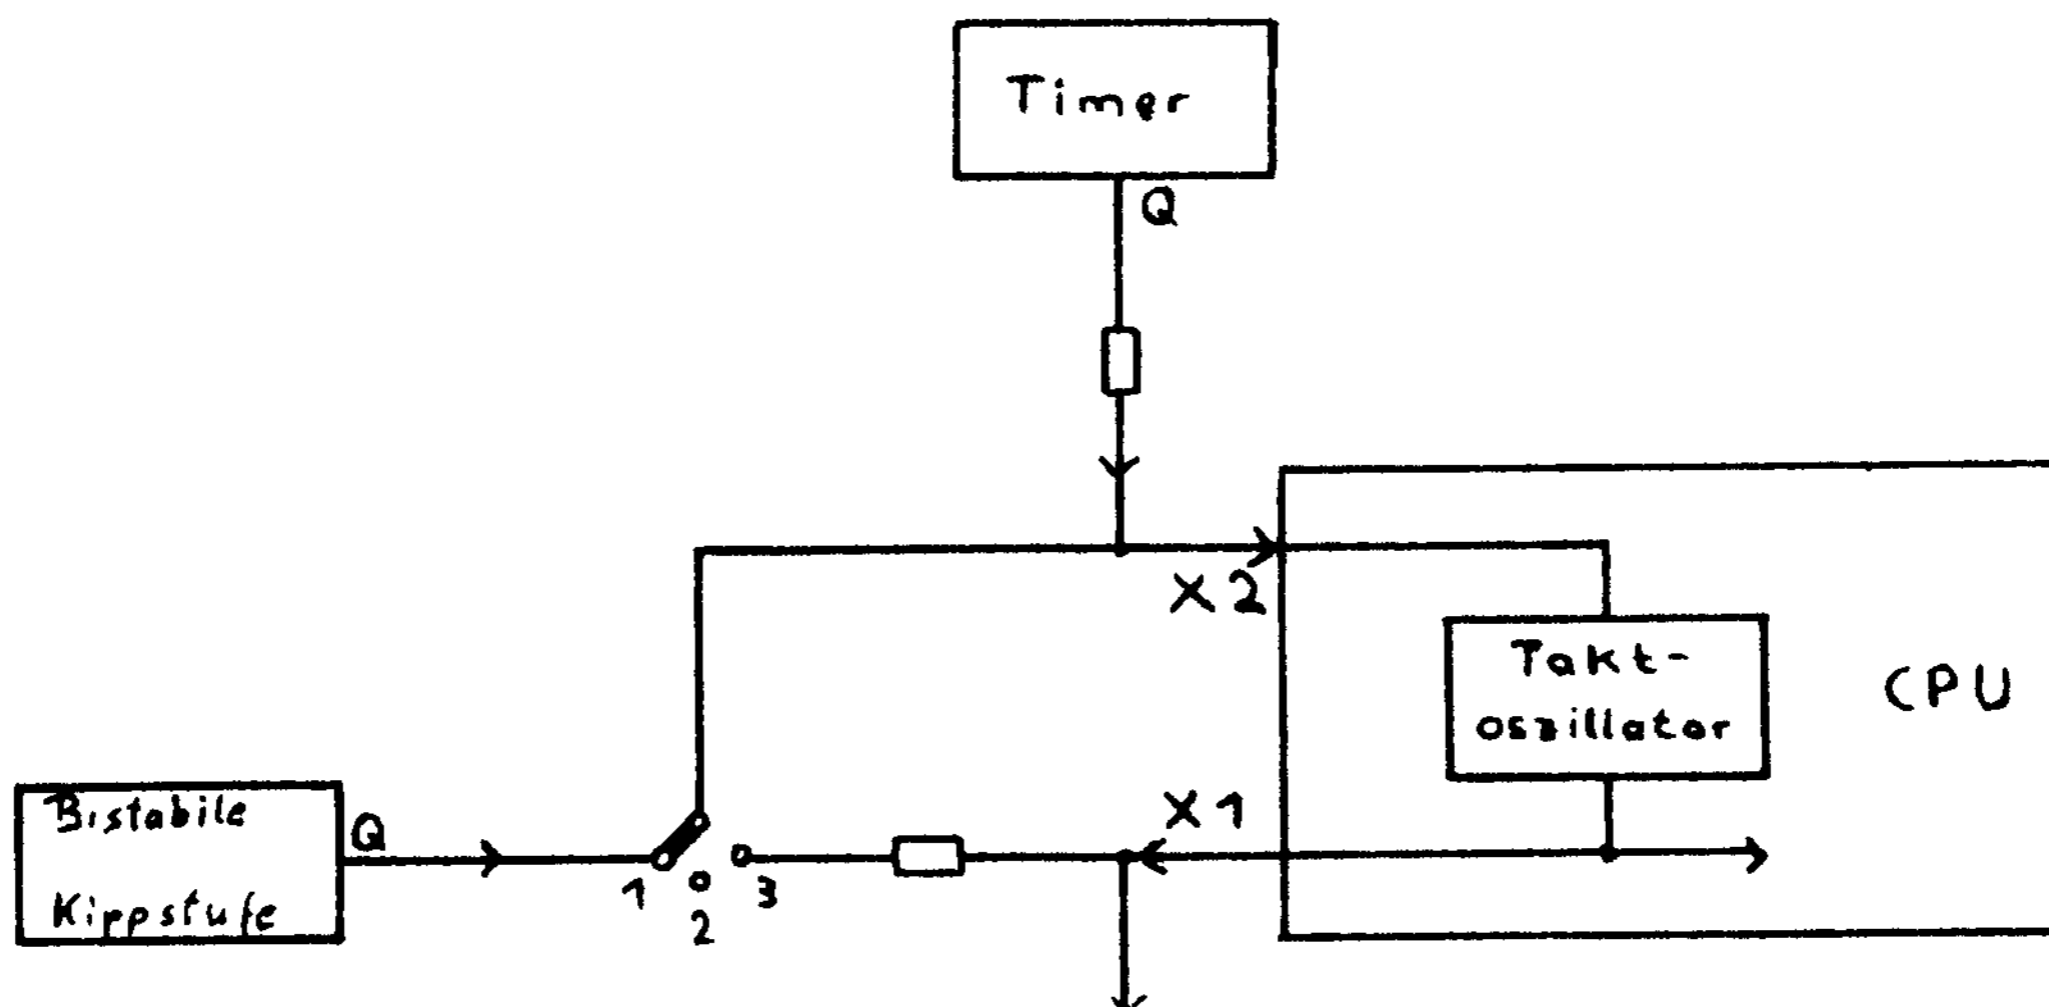 Timer
Q
X2
Takt-
oszillator
CPU
X1
Bistabile
Kippstufe
Q
1
2
3